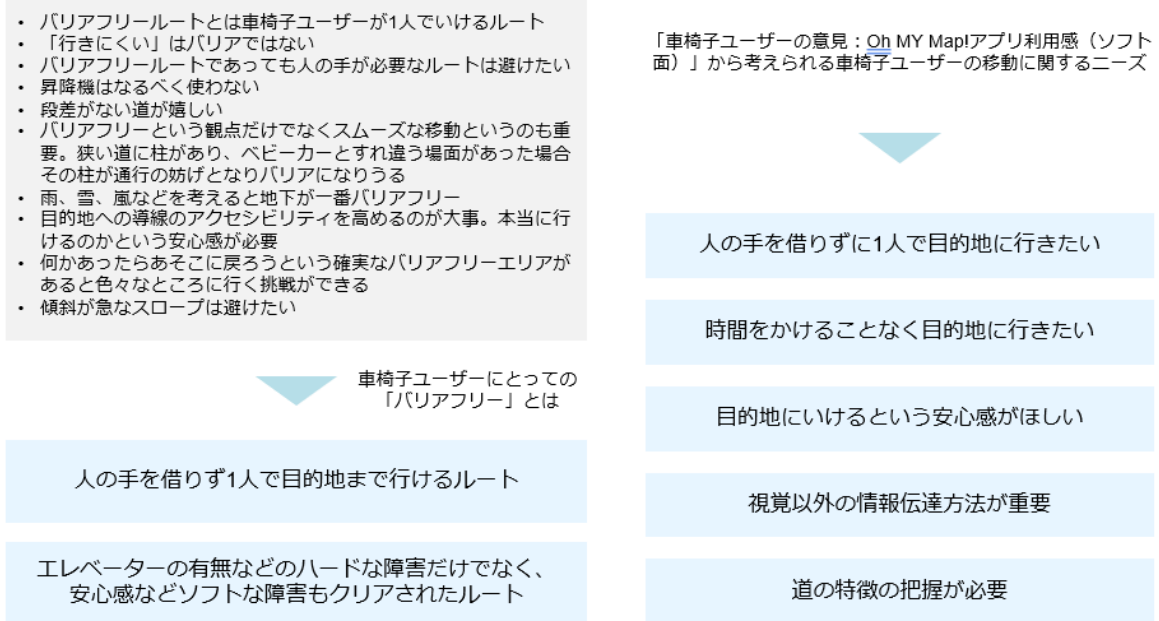 ・ バリアフリールートとは車椅子ユーザーが1人でいけるルート
・ 「行きにくい」はバリアではない
・ バリアフリールートであっても人の手が必要なルートは避けたい
・ 昇降機はなるべく使わない
・ 段差がない道が嬉しい
・ バリアフリーという観点だけでなくスムーズな移動というのも重
要。狭い道に柱があり、ベビーカーとすれ違う場面があった場合
その柱が通行の妨げとなりバリアになりうる
・ 雨、雪、嵐などを考えると地下が一番バリアフリー
・ 目的地への導線のアクセシビリティを高めるのが大事。本当に行
けるのかという安心感が必要
・ 何かあったらあそこに戻ろうという確実なバリアフリーエリアが
あると色々なところに行く挑戦ができる
・ 傾斜が急なスロープは避けたい
車椅子ユーザーにとっての
「バリアフリー」とは
人の手を借りず1人で目的地まで行けるルート
エレベーターの有無などのハードな障害だけでなく、
安心感などソフトな障害もクリアされたルート
「車椅子ユーザーの意見：Oh MY Map!アプリ利用感（ソフト
面）」から考えられる車椅子ユーザーの移動に関するニーズ
人の手を借りずに1人で目的地に行きたい
時間をかけることなく目的地に行きたい
目的地にいけるという安心感がほしい
視覚以外の情報伝達方法が重要
道の特徴の把握が必要